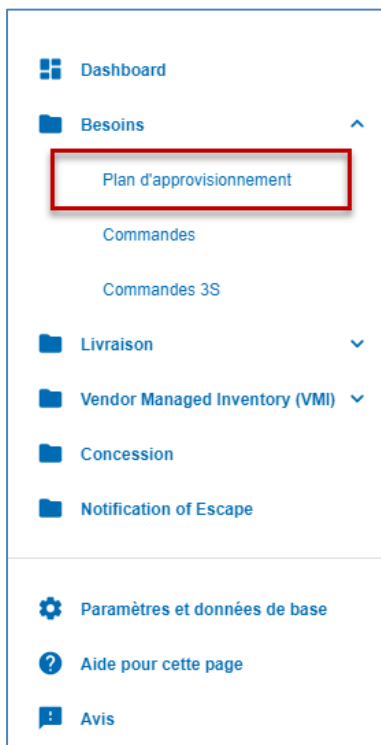 Dashboard
Besoins
Plan d'approvisionnement
Commandes
Commandes 3S
Livraison
Vendor Managed Inventory (VMI)
Concession
Notification of Escape
Paramètres et données de base
Aide pour cette page
Avis